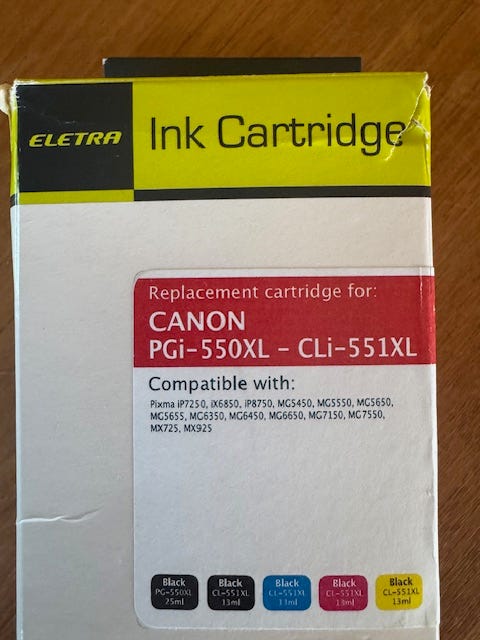 ELETRA
Ink Cartridge
Replacement cartridge for:
CANON
PGi-550XL - CLi-551XL
Compatible with:
Pixma iP7250, iX6850, iP8750, MG5450, MG5550, MG5650,
MG5655, MG6350, MG6450, MG6650, MG7150, MG7550,
MX725, MX925
Black
PG-550XL
25ml
Black
CL-551XL
13ml
Black
CL-551XL
13ml
Black
CL-551XL
13ml
Black
CL-551XL
13ml